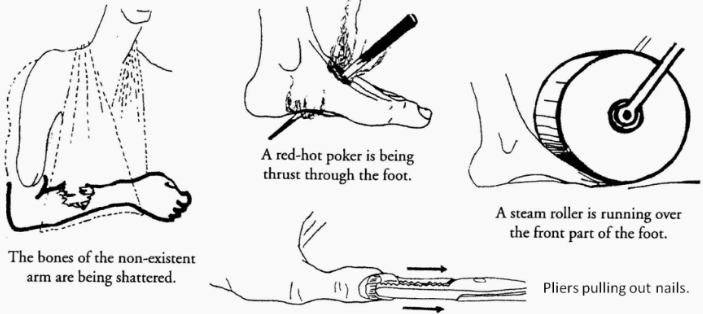 A red-hot poker is being
thrust through the foot.
A steam roller is running over
the front part of the foot.
The bones of the non-existent
arm are being shattered.
Pliers pulling out nails.